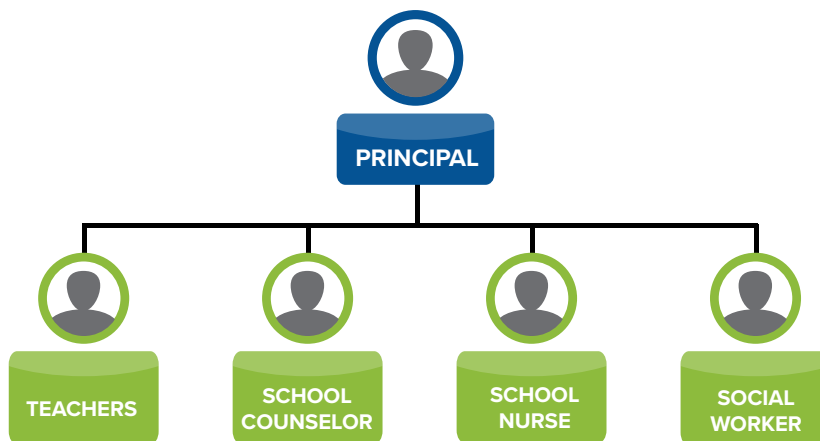 PRINCIPAL
TEACHERS
SCHOOL
COUNSELOR
SCHOOL
NURSE
SOCIAL
WORKER